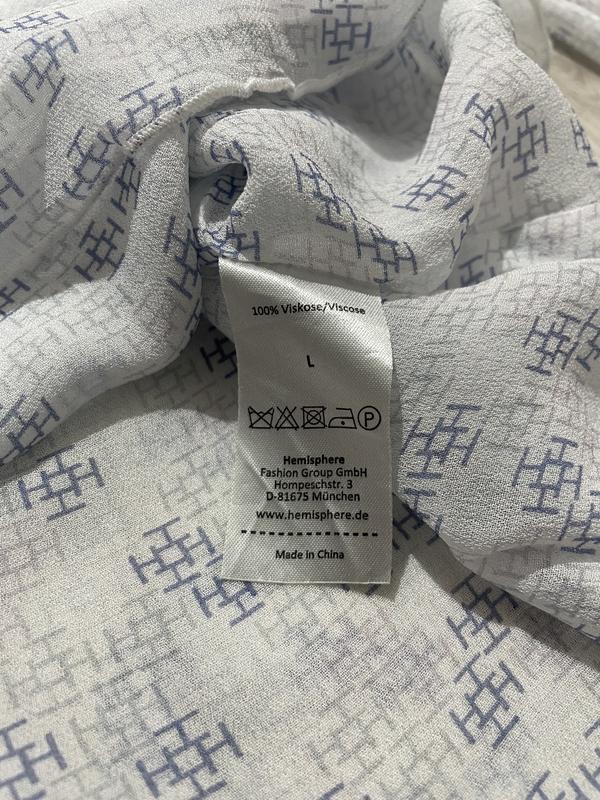 100% Viskose/Viscose
L
P
Hemisphere
Fashion Group GmbH
Hompeschstr. 3
D-81675 München
www.hemisphere.de
Made in China